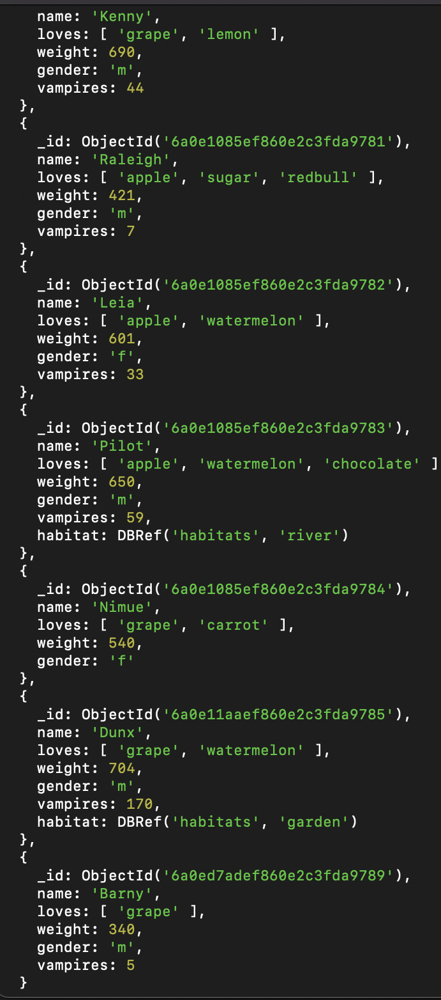 name: 'Kenny',
loves: [ 'grape', 'lemon' ],
weight: 690,
gender: 'm',
vampires: 44
},
{
_id: ObjectId('6a0e1085ef860e2c3fda9781'),
name: 'Raleigh',
loves: [ 'apple', 'sugar', 'redbull' ],
weight: 421,
gender: 'm',
vampires: 7
},
{
_id: ObjectId('6a0e1085ef860e2c3fda9782'),
name: 'Leia',
loves: [ 'apple', 'watermelon' ],
weight: 601,
gender: 'f',
vampires: 33
},
{
_id: ObjectId('6a0e1085ef860e2c3fda9783'),
name: 'Pilot',
loves: [ 'apple', 'watermelon', 'chocolate' ]
weight: 650,
gender: 'm',
vampires: 59,
habitat: DBRef('habitats', 'river')
},
{
_id: ObjectId('6a0e1085ef860e2c3fda9784'),
name: 'Nimue',
loves: [ 'grape', 'carrot' ],
weight: 540,
gender: 'f'
},
{
_id: ObjectId('6a0e11aaef860e2c3fda9785'),
name: 'Dunx',
loves: [ 'grape', 'watermelon' ],
weight: 704,
gender: 'm',
vampires: 170,
habitat: DBRef('habitats', 'garden')
},
{
_id: ObjectId('6a0ed7adef860e2c3fda9789'),
name: 'Barny',
loves: [ 'grape' ],
weight: 340,
gender: 'm',
vampires: 5
}